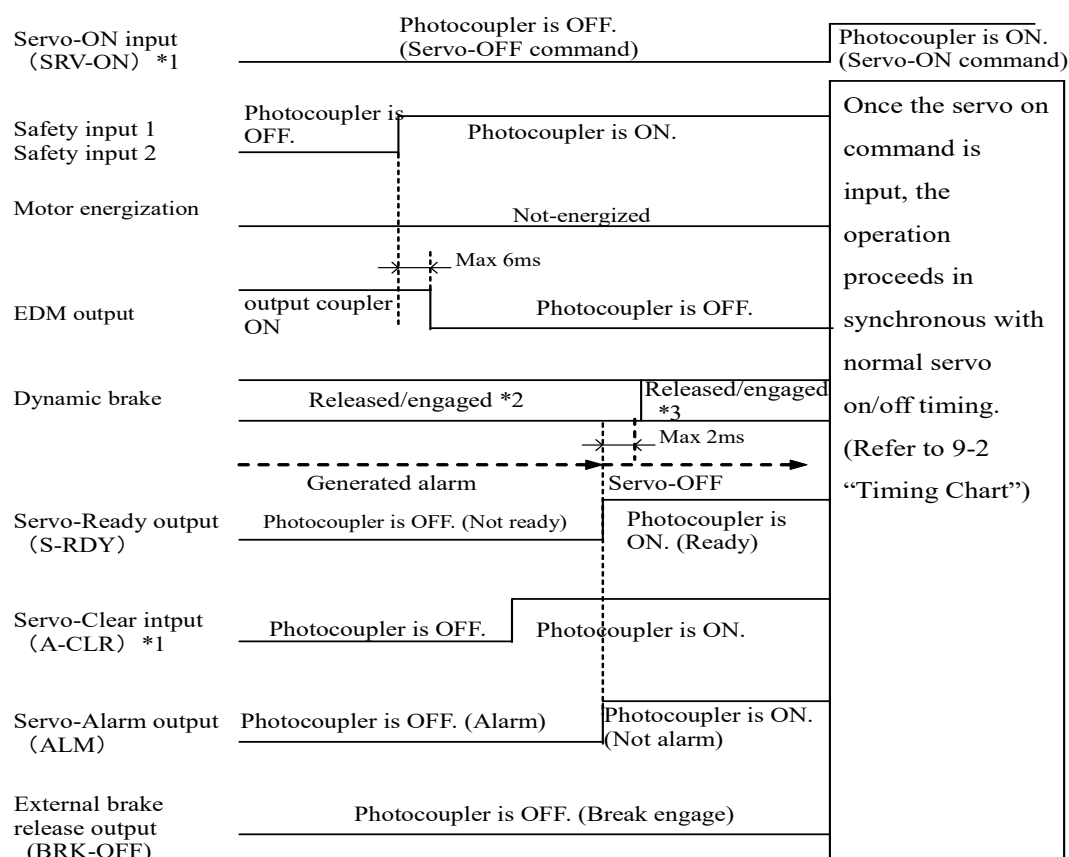 Servo-ON input
（SRV-ON） *1
Photocoupler is OFF.
(Servo-OFF command)
Photocoupler is ON.
(Servo-ON command)
Safety input 1
Safety input 2
Photocoupler is
OFF.
Photocoupler is ON.
Motor energization
Not-energized
Max 6ms
EDM output
output coupler
ON
Photocoupler is OFF.
Dynamic brake
Released/engaged *2
Released/engaged
*3
Max 2ms
Generated alarm
Servo-OFF
Servo-Ready output
（S-RDY）
Photocoupler is OFF. (Not ready)
Photocoupler is
ON. (Ready)
Servo-Clear intput
（A-CLR） *1
Photocoupler is OFF.
Photocoupler is ON.
Servo-Alarm output
（ALM）
Photocoupler is OFF. (Alarm)
Photocoupler is ON.
(Not alarm)
External brake
release output
(BRK-OFF)
Photocoupler is OFF. (Break engage)
Once the servo on
command is
input, the
operation
proceeds in
synchronous with
normal servo
on/off timing.
(Refer to 9-2
“Timing Chart”)